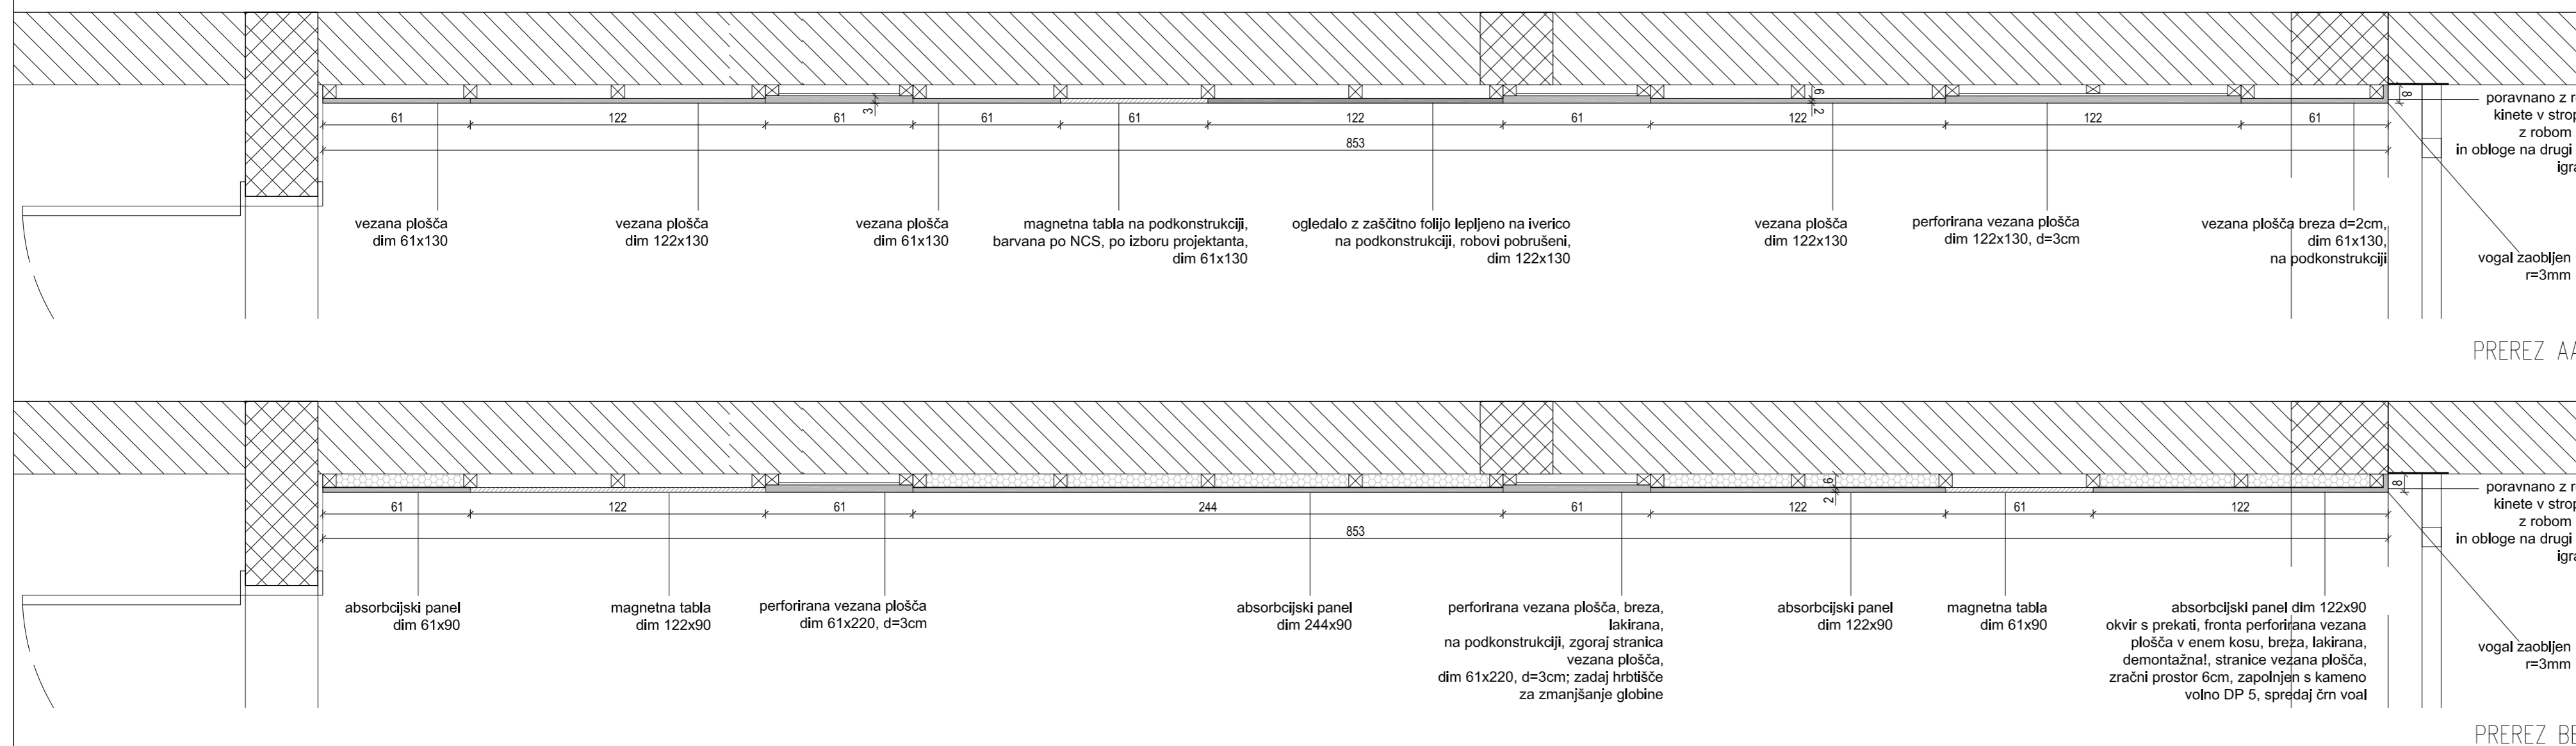 61
122
61
3
61
61
122
61
122
6
2
122
61
8
853
vezana plošča
dim 61x130
vezana plošča
dim 122x130
vezana plošča
dim 61x130
magnetna tabla na podkonstrukciji,
barvana po NCS, po izboru projektanta,
dim 61x130
ogledalo z zaščitno folijo lepljeno na iverico
na podkonstrukciji, robovi pobrušeni,
dim 122x130
vezana plošča
dim 122x130
perforirana vezana plošča
dim 122x130, d=3cm
vezana plošča breza d=2cm,
dim 61x130,
na podkonstrukciji
poravnano z
kinete v
z robom
in obloge na drugi
vogal zaobljen
r=3mm
PREREZ
61
122
61
244
61
122
6
2
61
122
8
853
absorbcijski panel
dim 61x90
magnetna tabla
dim 122x90
perforirana vezana plošča
dim 61x220, d=3cm
absorbcijski panel
dim 244x90
perforirana vezana plošča, breza,
lakirana,
na podkonstrukciji, zgoraj stranica
vezana plošča,
dim 61x220, d=3cm; zadaj hrbtišče
za zmanjšanje globine
absorbcijski panel
dim 122x90
magnetna tabla
dim 61x90
absorbcijski panel dim 122x90
okvir s prekati, fronta perforirana vezana
plošča v enem kosu, breza, lakirana,
demontažna!, stranice vezana plošča,
zračni prostor 6cm, zapolnjen s kameno
volno DP 5, spredaj črn voal
poravnano z
kinete v
z robom
in obloge na drugi
vogal zaobljen
r=3mm
PREREZ